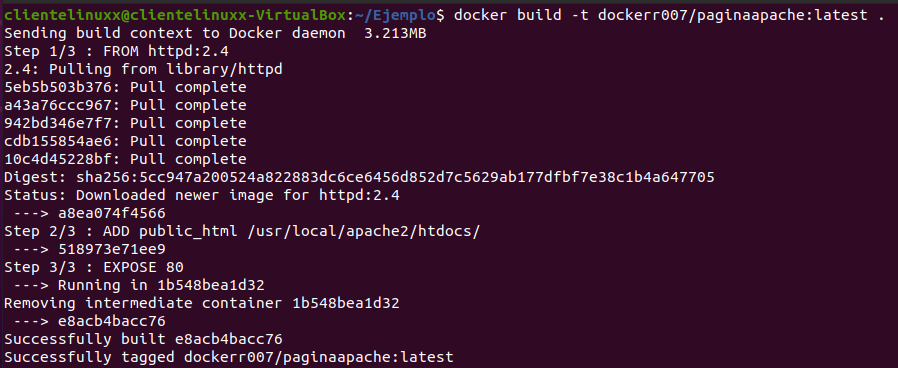 clientelinuxx@clientelinuxx-VirtualBox:~/Ejemplo$ docker build -t dockerr007/paginaapache:latest .
Sending build context to Docker daemon  3.213MB
Step 1/3 : FROM httpd:2.4
2.4: Pulling from library/httpd
5eb5b503b376: Pull complete
a43a76ccc967: Pull complete
942bd346e7f7: Pull complete
cdb155854ae6: Pull complete
10c4d45228bf: Pull complete
Digest: sha256:5cc947a200524a822883dc6ce6456d852d7c5629ab177dfbf7e38c1b4a647705
Status: Downloaded newer image for httpd:2.4
 ---> a8ea074f4566
Step 2/3 : ADD public_html /usr/local/apache2/htdocs/
 ---> 518973e71ee9
Step 3/3 : EXPOSE 80
 ---> Running in 1b548bea1d32
Removing intermediate container 1b548bea1d32
 ---> e8acb4bacc76
Successfully built e8acb4bacc76
Successfully tagged dockerr007/paginaapache:latest